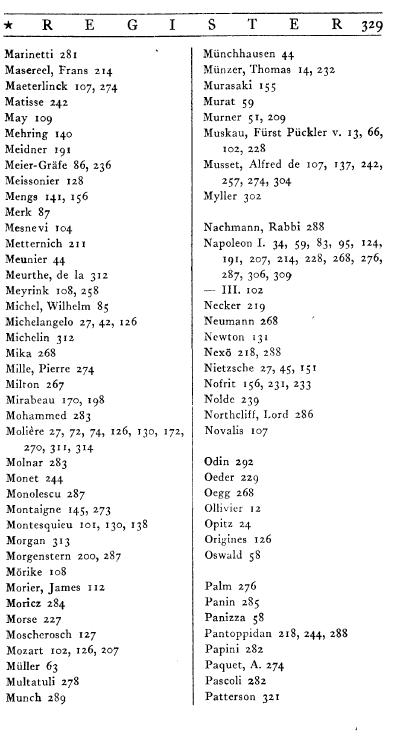 ★ R E G I S T E R 329
Marinetti 281
Masereel, Frans 214
Maeterlinck 107, 274
Matisse 242
May 109
Mehring 140
Meidner 191
Meier-Gräfe 86, 236
Meissonier 128
Mengs 141, 156
Merk 87
Mesnevi 104
Metternich 211
Meunier 44
Meurthe, de la 312
Meyrink 108, 258
Michel, Wilhelm 85
Michelangelo 27, 42, 126
Michelin 312
Mika 268
Mille, Pierre 274
Milton 267
Mirabeau 170, 198
Mohammed 283
Molière 27, 72, 74, 126, 130, 172,
270, 311, 314
Molnar 283
Monet 244
Monolescu 287
Montaigne 145, 273
Montesquieu 101, 130, 138
Morgan 313
Morgenstern 200, 287
Mörike 108
Morier, James 112
Moricz 284
Morse 227
Moscherosch 127
Mozart 102, 126, 207
Müller 63
Multatuli 278
Munch 289
Münchhausen 44
Münzer, Thomas 14, 232
Murasaki 155
Murat 59
Murner 51, 209
Muskau, Fürst Pückler v. 13, 66,
102, 228
Musset, Alfred de 107, 137, 242,
257, 274, 304
Myller 302
Nachmann, Rabbi 288
Napoleon I. 34, 59, 83, 95, 124,
191, 207, 214, 228, 268, 276,
287, 306, 309
— III. 102
Necker 219
Neumann 268
Newton 131
Nexö 218, 288
Nietzsche 27, 45, 151
Nofrit 156, 231, 233
Nolde 239
Northcliff, Lord 286
Novalis 107
Odin 292
Oeder 229
Oegg 268
Ollivier 12
Opitz 24
Origines 126
Oswald 58
Palm 276
Panin 285
Panizza 58
Pantoppidan 218, 244, 288
Papini 282
Paquet, A. 274
Pascoli 282
Patterson 321